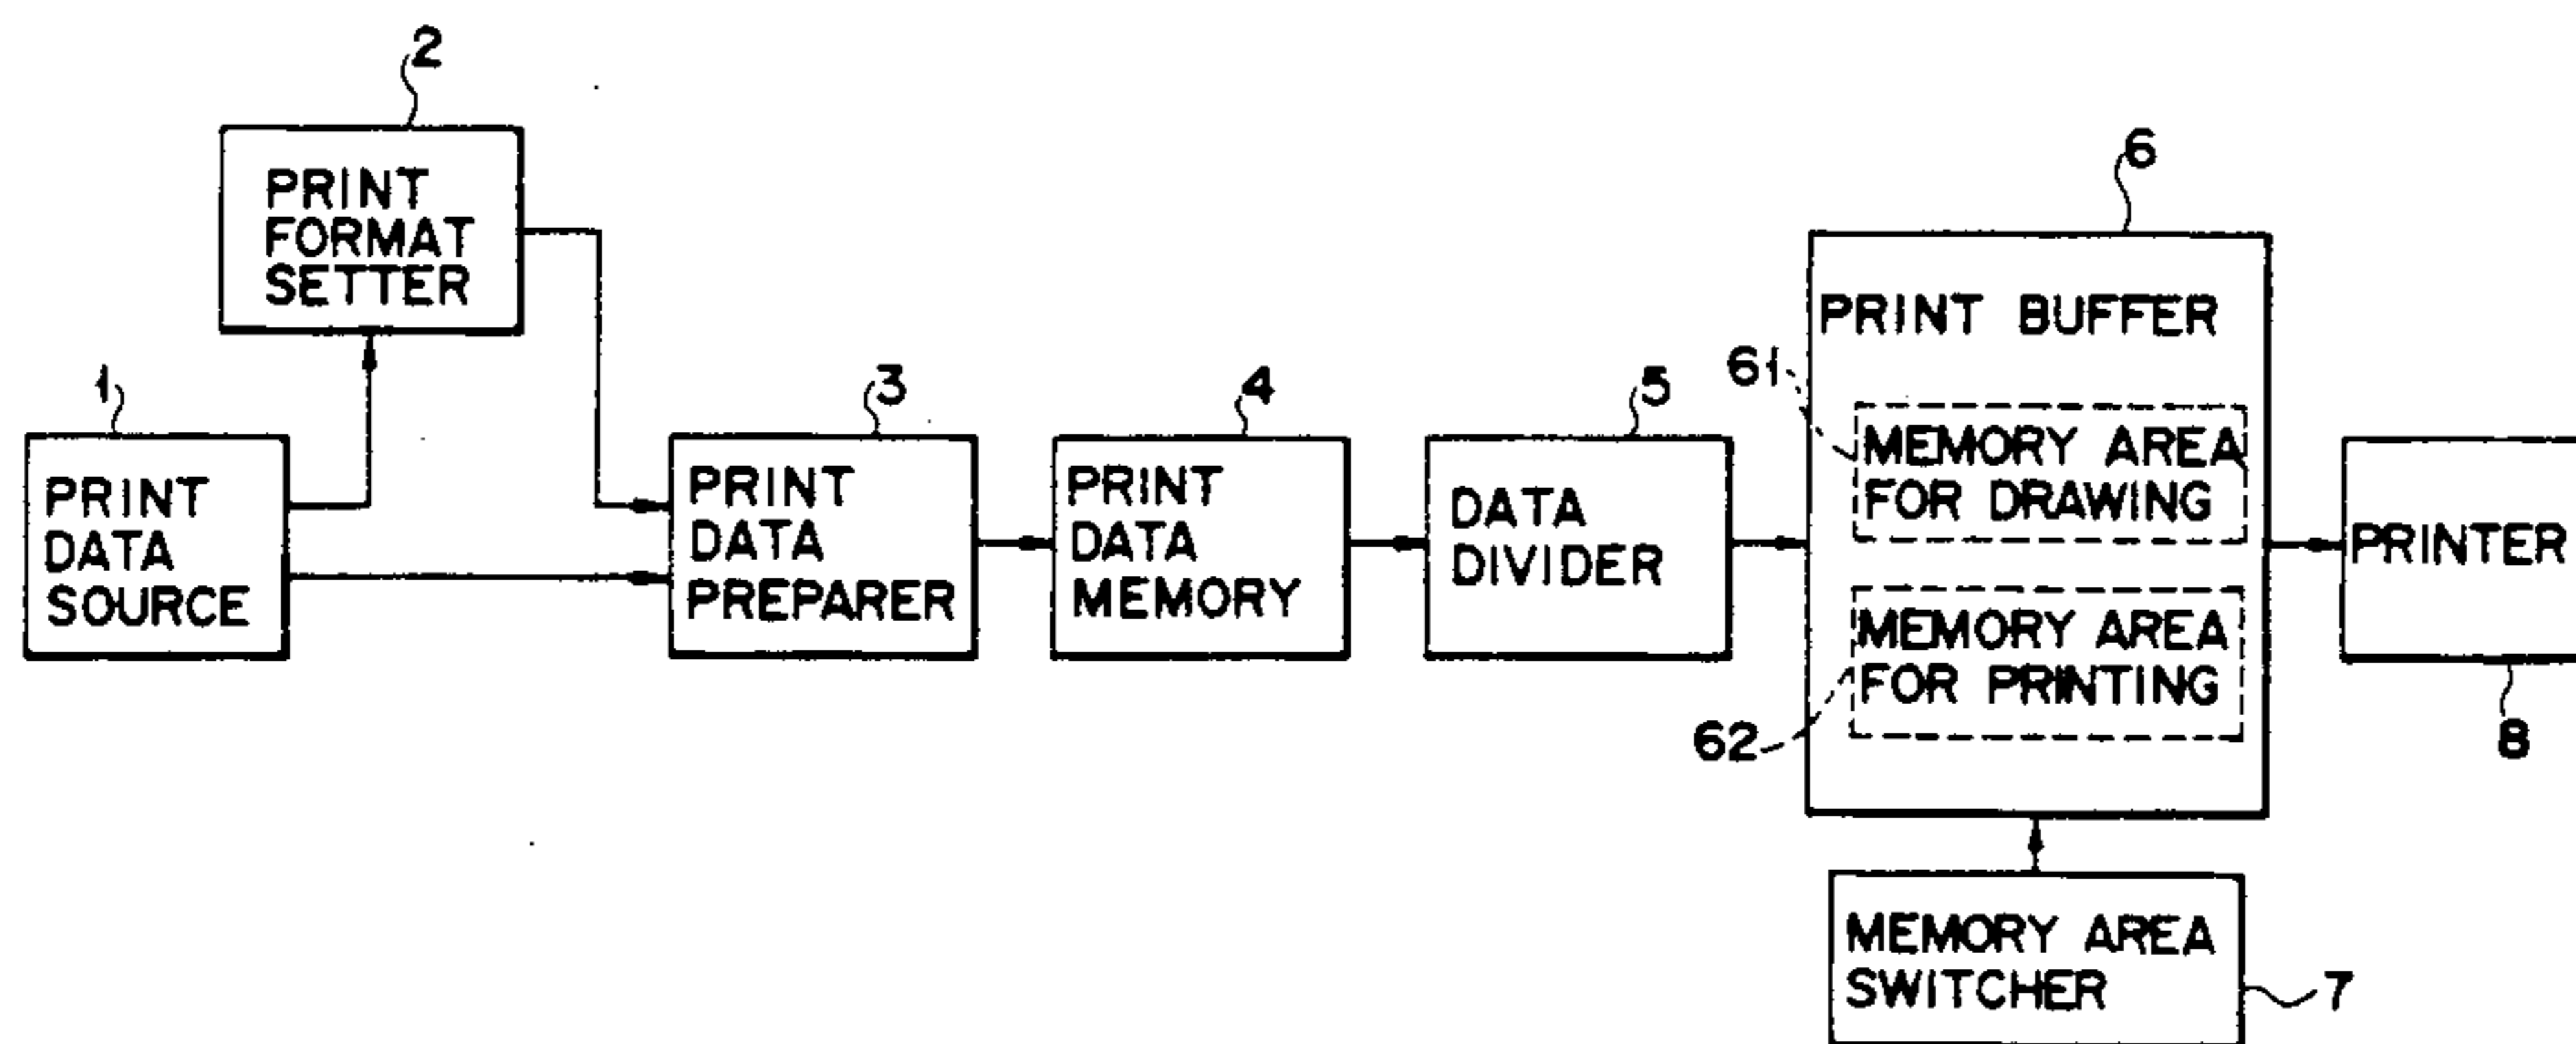 2
PRINT
FORMAT
SETTER
1
PRINT
DATA
SOURCE
3
PRINT
DATA
PREPARER
4
PRINT
DATA
MEMORY
5
DATA
DIVIDER
6
PRINT BUFFER
61
MEMORY AREA
FOR DRAWING
MEMORY AREA
FOR PRINTING
62
PRINTER
8
MEMORY AREA
SWITCHER
7